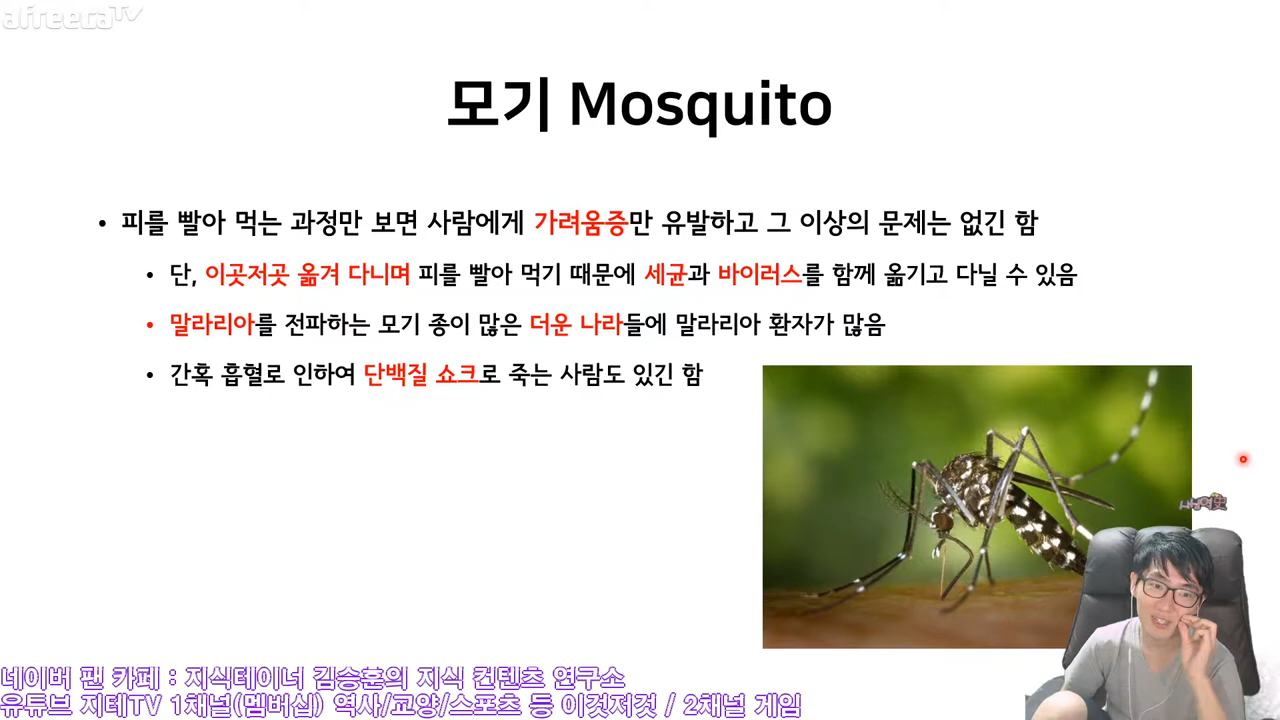 afreecaTV
모기 Mosquito
• 피를 빨아 먹는 과정만 보면 사람에게 가려움증만 유발하고 그 이상의 문제는 없긴 함
• 단, 이곳저곳 옮겨 다니며 피를 빨아 먹기 때문에 세균과 바이러스를 함께 옮기고 다닐 수 있음
• 말라리아를 전파하는 모기 종이 많은 더운 나라들에 말라리아 환자가 많음
• 간혹 흡혈로 인하여 단백질 쇼크로 죽는 사람도 있긴 함
네이버 팬 카페 : 지식테이너 김승훈의 지식 컨텐츠 연구소
유튜브 지테TV 1채널(멤버십) 역사/교양/스포츠 등 이것저것 / 2채널 게임